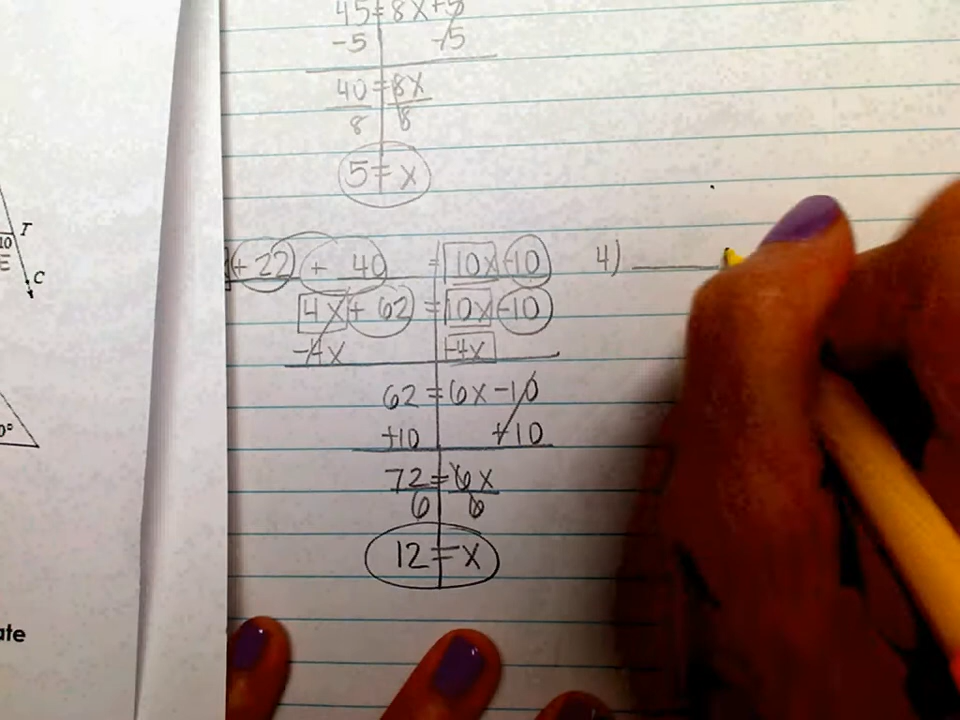 45 = 8x + 5
-5 -5
40 = 8x
8 8
5 = x
+ 22 + 40 = 10x - 10
4x + 62 = 10x - 10
-4x -4x
62 = 6x - 10
+10 +10
72 = 6x
6 6
12 = x
4)
10
T
E
C
0°
ate